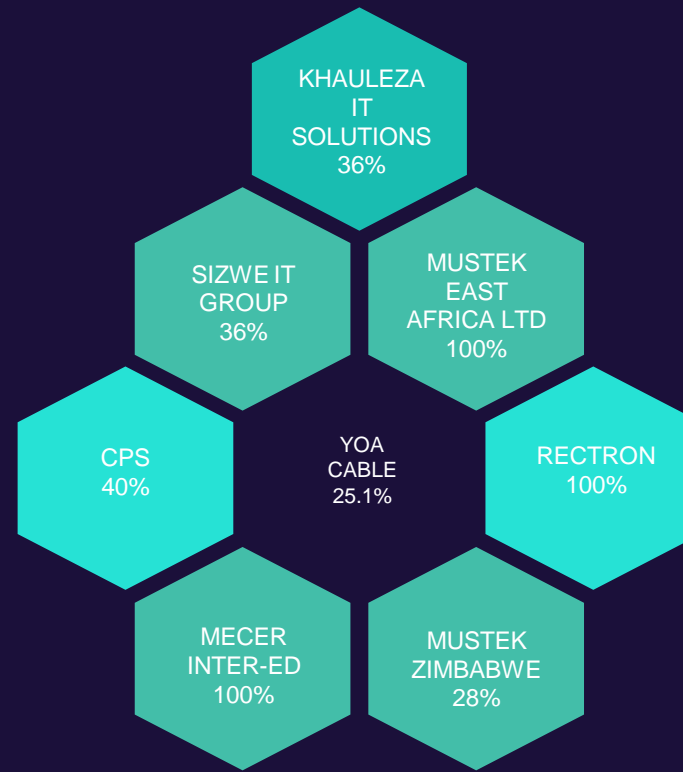 KHAULEZA
IT
SOLUTIONS
36%
SIZWE IT
GROUP
36%
MUSTEK
EAST
AFRICA LTD
100%
CPS
40%
YOA
CABLE
25.1%
RECTRON
100%
MECER
INTER-ED
100%
MUSTEK
ZIMBABWE
28%